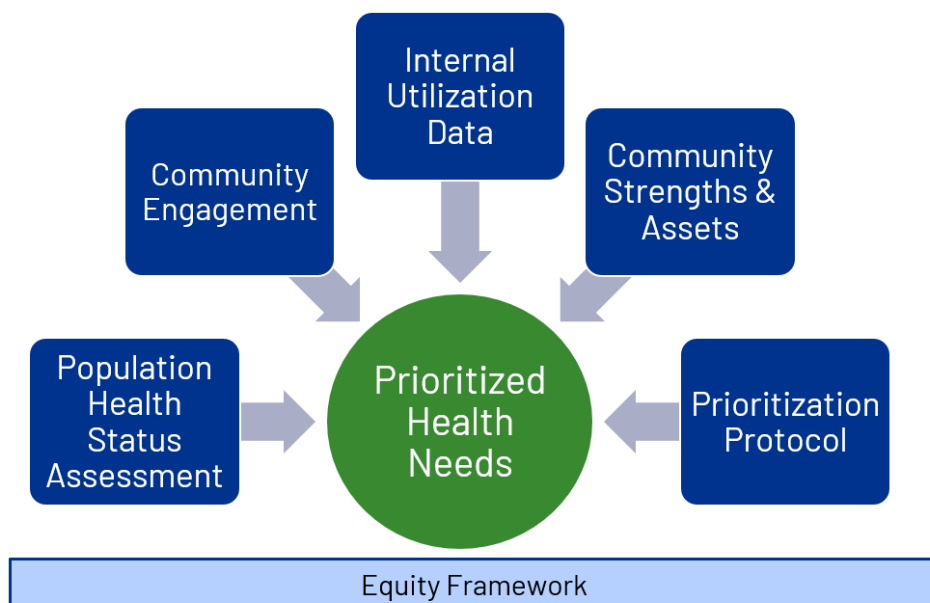 Internal
Utilization
Data
Community
Engagement
Community
Strengths &
Assets
Population
Health
Status
Assessment
Prioritized
Health
Needs
Prioritization
Protocol
Equity Framework